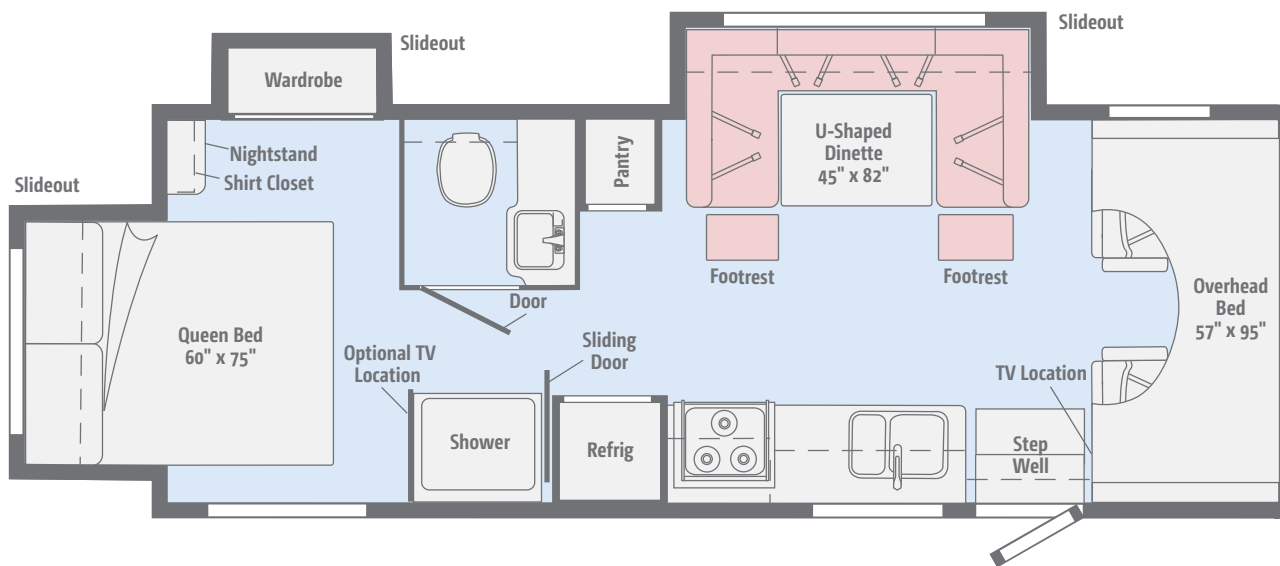 Slideout
Slideout
Wardrobe
U-Shaped
Dinette
45" x 82"
Pantry
Nightstand
Shirt Closet
Slideout
Footrest
Footrest
Overhead
Bed
57" x 95"
Door
Queen Bed
60" x 75"
Sliding
Door
Optional TV
Location
TV Location
Shower
Refrig
Step
Well